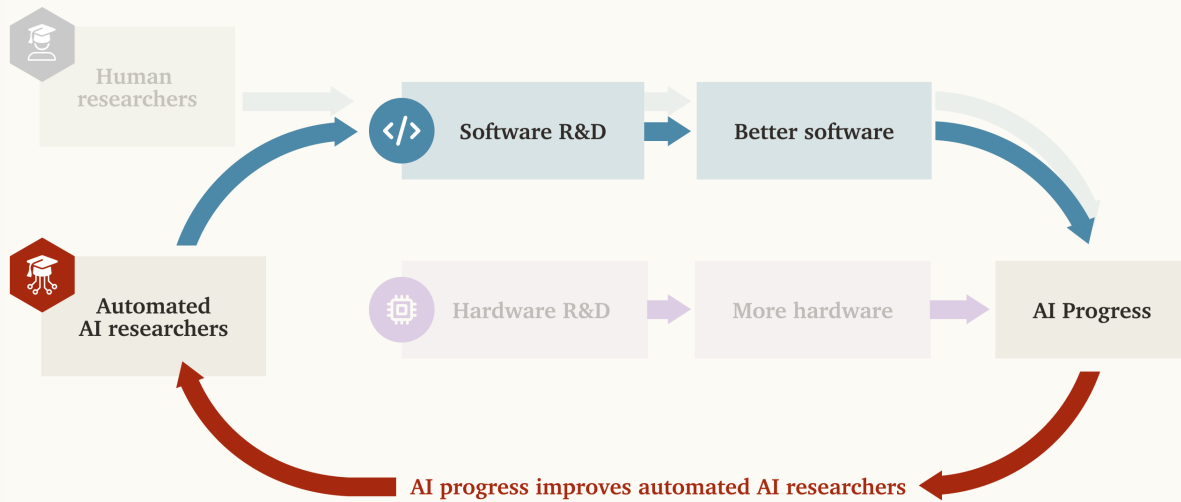 Human
researchers
Software R&D
Better software
Automated
AI researchers
Hardware R&D
More hardware
AI Progress
AI progress improves automated AI researchers